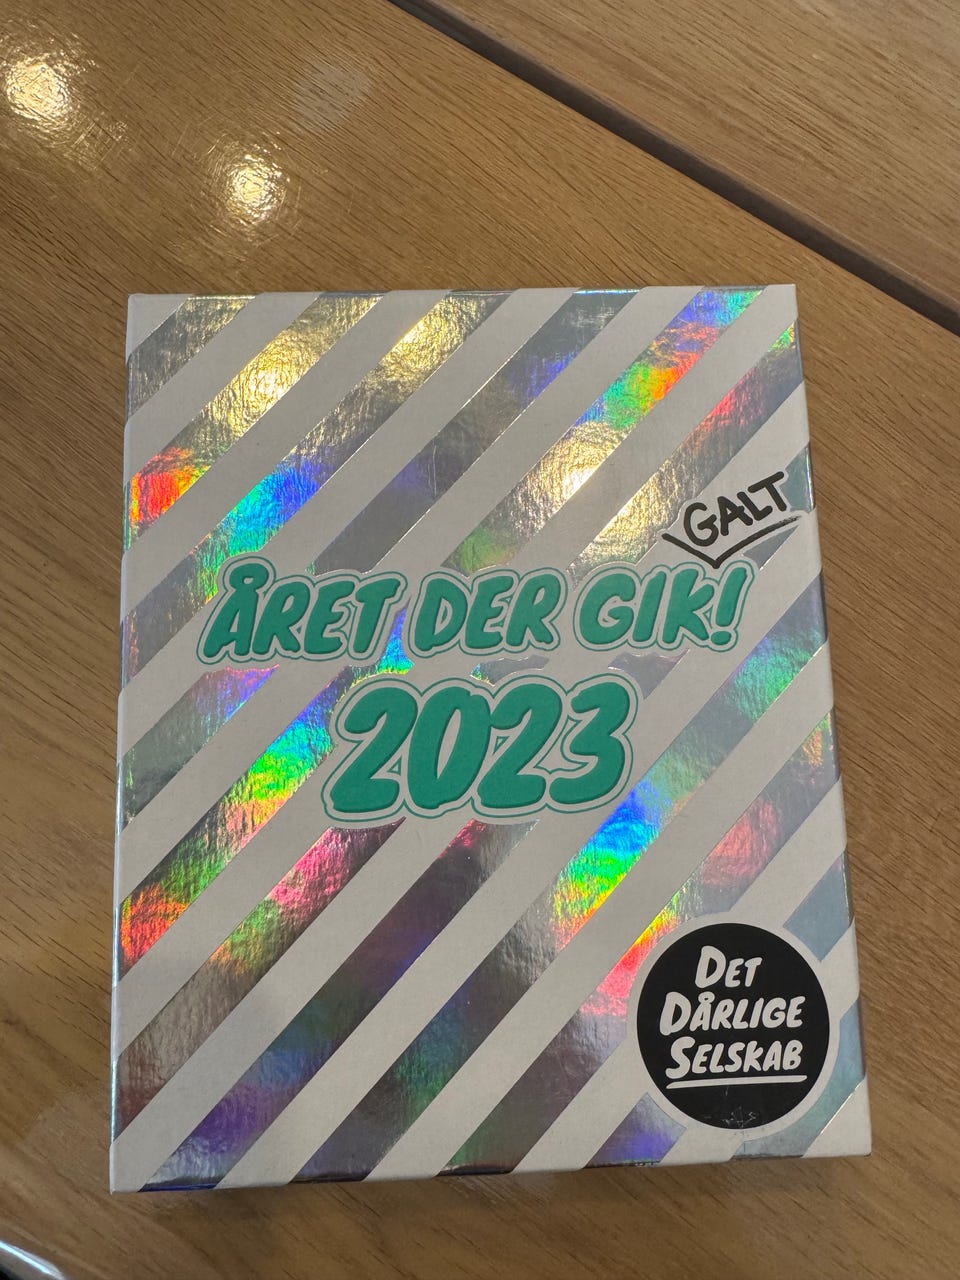 GALT
ÅRET DER GIK!
2023
DET
DÅRLIGE
SELSKAB